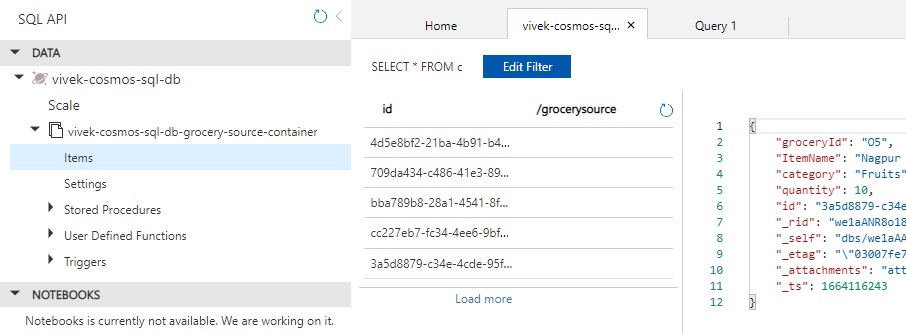 SQL API
DATA
vivek-cosmos-sql-db
Scale
vivek-cosmos-sql-db-grocery-source-container
Items
Settings
Stored Procedures
User Defined Functions
Triggers
NOTEBOOKS
Notebooks is currently not available. We are working on it.
Home
vivek-cosmos-sq...
Query 1
SELECT * FROM c
Edit Filter
id /grocerysource
4d5e8bf2-21ba-4b91-b4...
709da434-c486-41e3-89...
bba789b8-28a1-4541-8f...
cc227eb7-fc34-4ee6-9bf...
3a5d8879-c34e-4cde-95f...
Load more
1 {
2 "groceryId": "O5",
3 "ItemName": "Nagpur
4 "category": "Fruits"
5 "quantity": 10,
6 "id": "3a5d8879-c34e
7 "_rid": "we1aANR8o18
8 "_self": "dbs/we1aAA
9 "_etag": "\"03007fe7
10 "_attachments": "att
11 "_ts": 1664116243
12 }